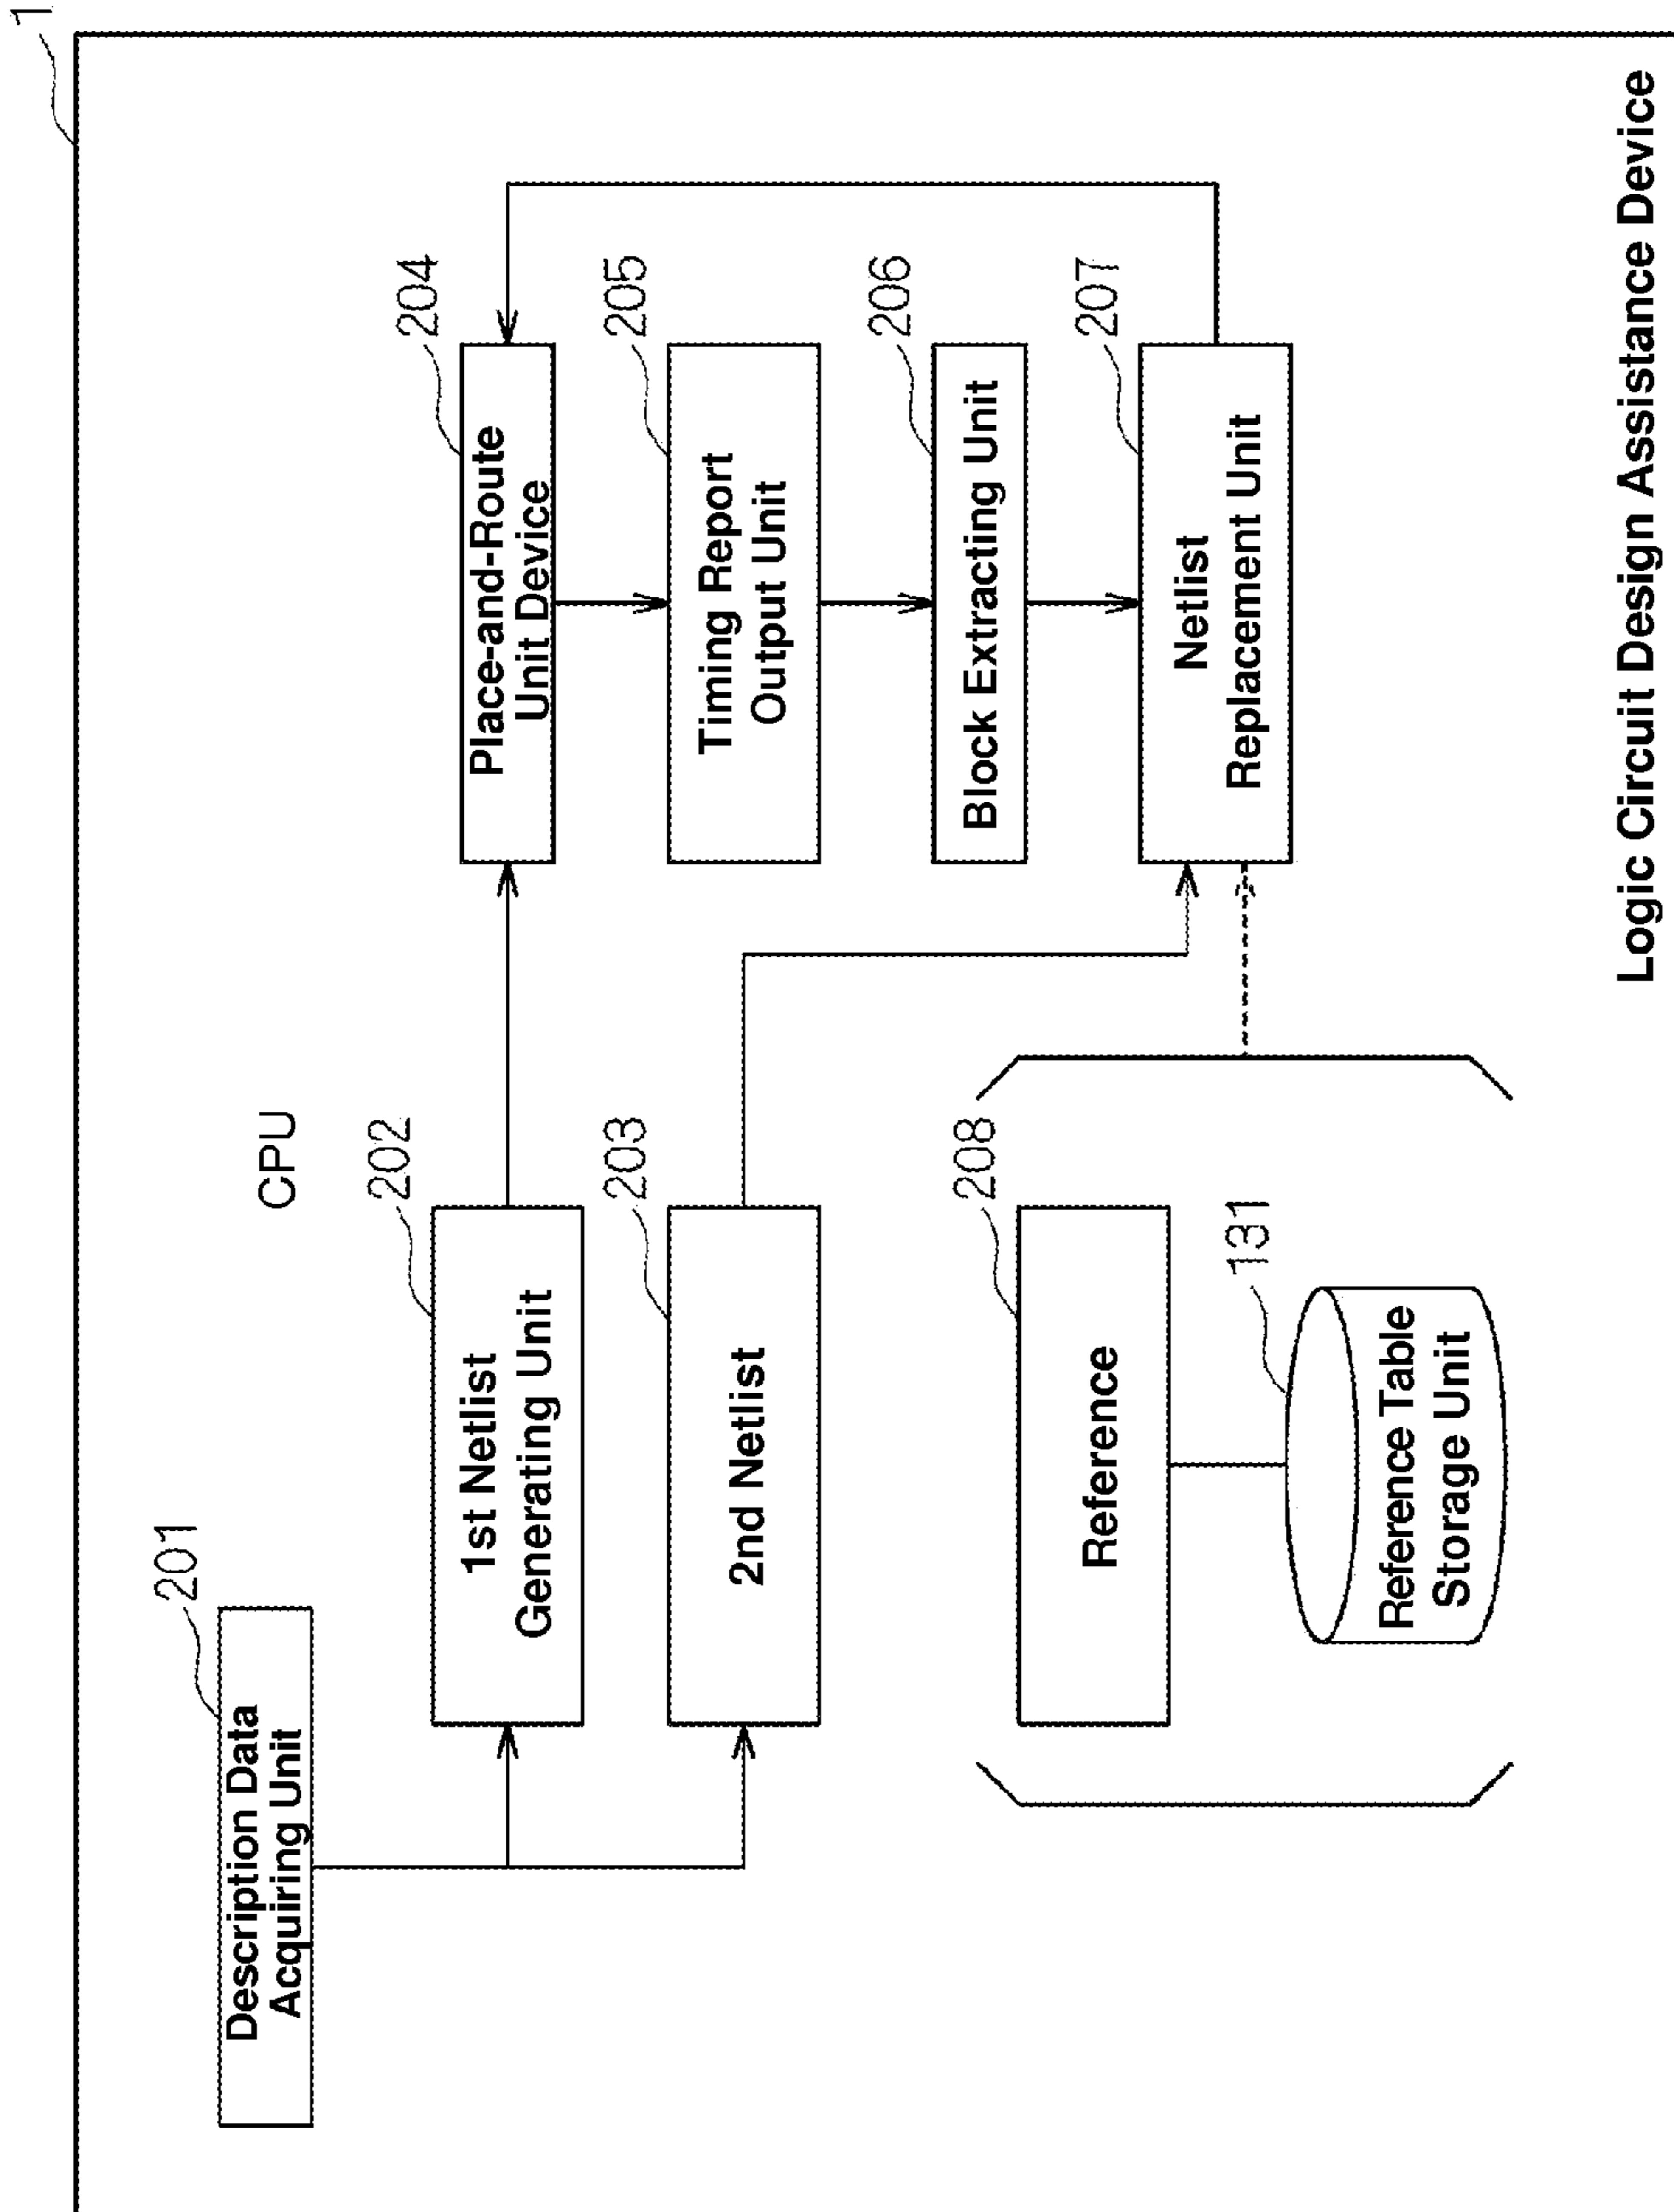 1
CPU
201
Description Data
Acquiring Unit
202
1st Netlist
Generating Unit
203
2nd Netlist
208
Reference
131
Reference Table
Storage Unit
204
Place-and-Route
Unit Device
205
Timing Report
Output Unit
206
Block Extracting Unit
207
Netlist
Replacement Unit
Logic Circuit Design Assistance Device